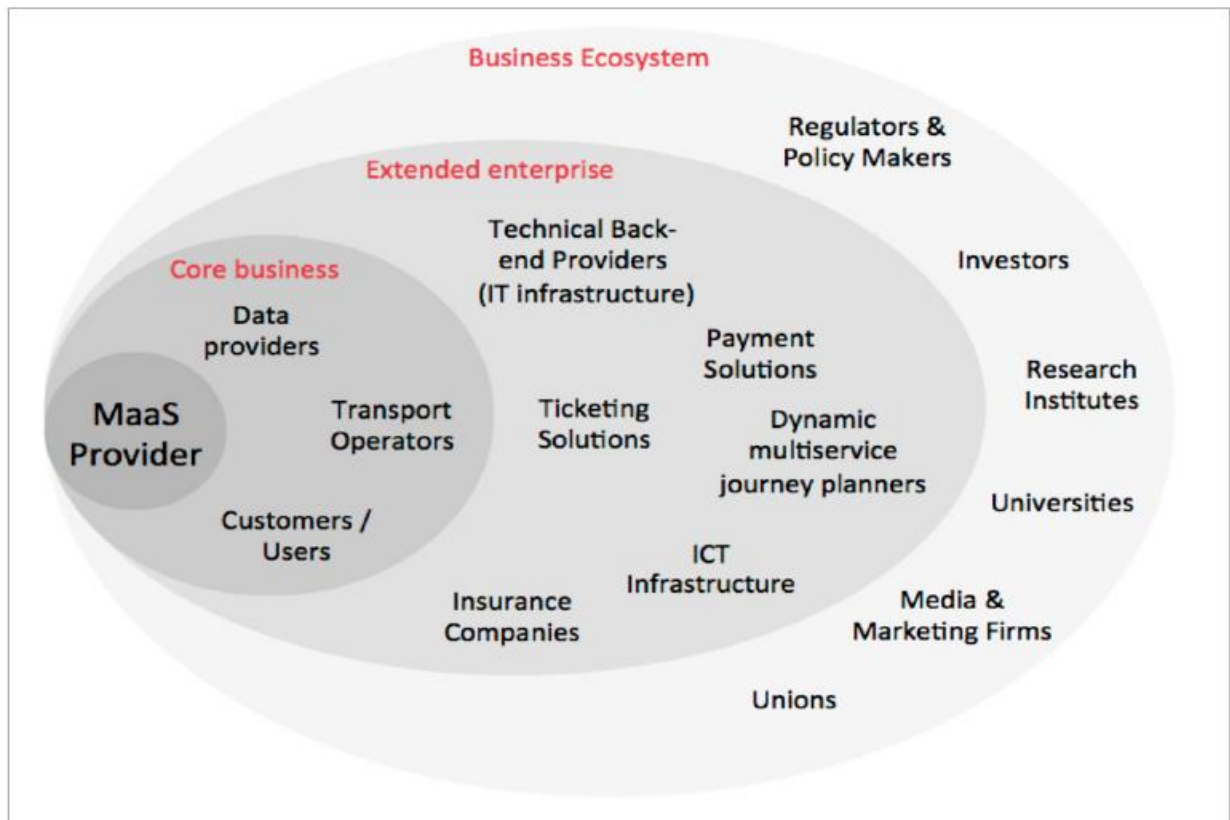 Business Ecosystem
Regulators &
Policy Makers
Extended enterprise
Technical Back-
end Providers
(IT infrastructure)
Investors
Core business
Data
providers
Payment
Solutions
Research
Institutes
MaaS
Provider
Transport
Operators
Ticketing
Solutions
Dynamic
multiservice
journey planners
Universities
Customers /
Users
ICT
Infrastructure
Insurance
Companies
Media &
Marketing Firms
Unions